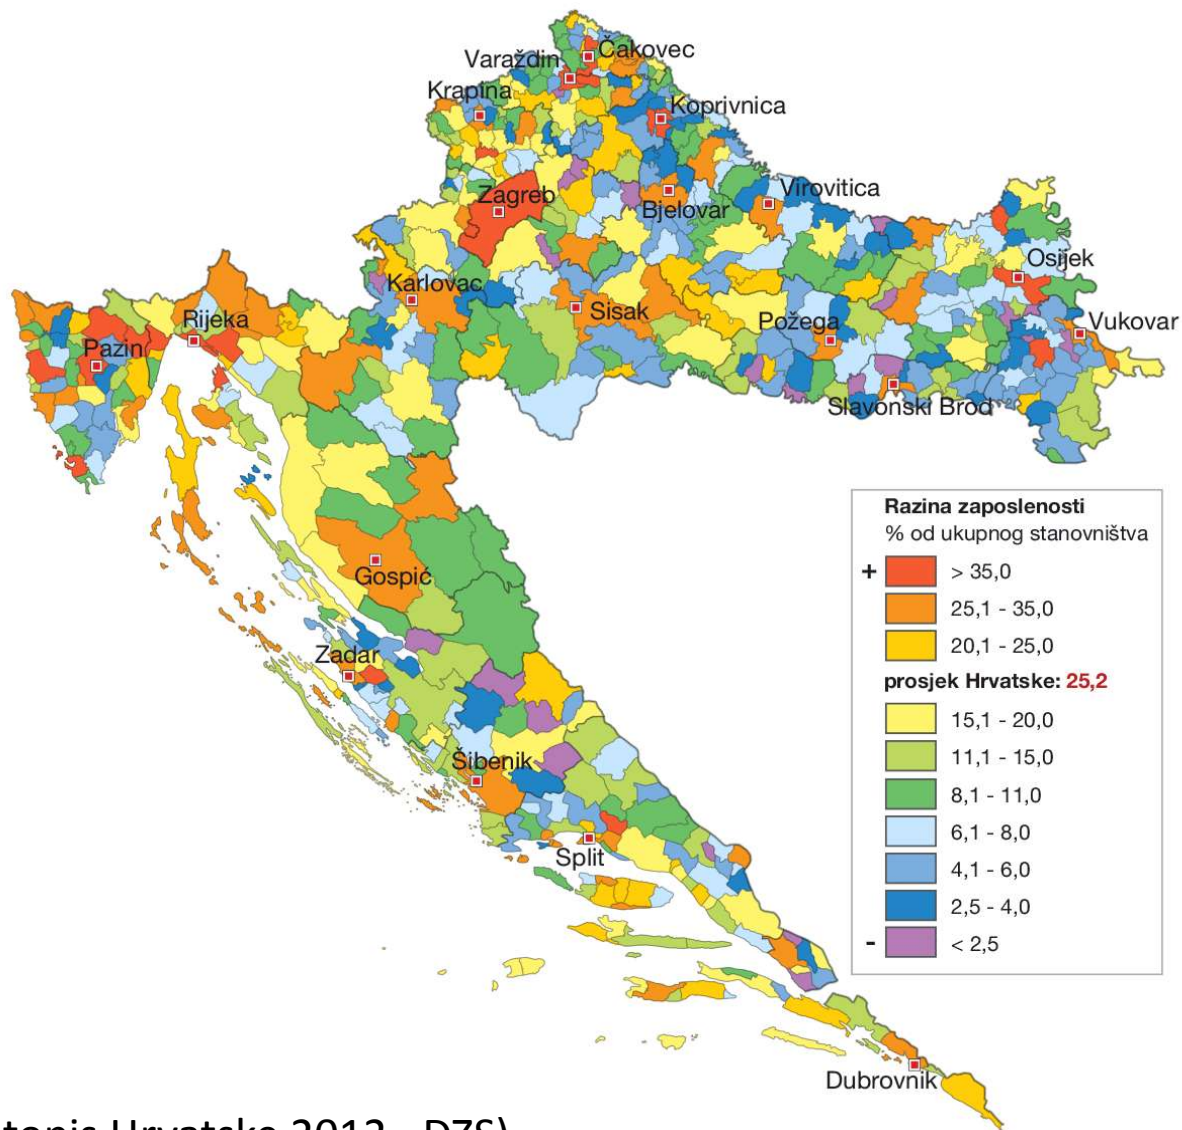 Čakovec
Varaždin
Krapina
Koprivnica
Zagreb
Virovitica
Bjelovar
Osijek
Karlovac
Sisak
Rijeka
Požega
Vukovar
Pazin
Slavonski Brod
Gospić
Zadar
Šibenik
Split
Dubrovnik
Razina zaposlenosti
% od ukupnog stanovništva
+ > 35,0
25,1 - 35,0
20,1 - 25,0
prosjek Hrvatske: 25,2
15,1 - 20,0
11,1 - 15,0
8,1 - 11,0
6,1 - 8,0
4,1 - 6,0
2,5 - 4,0
- < 2,5